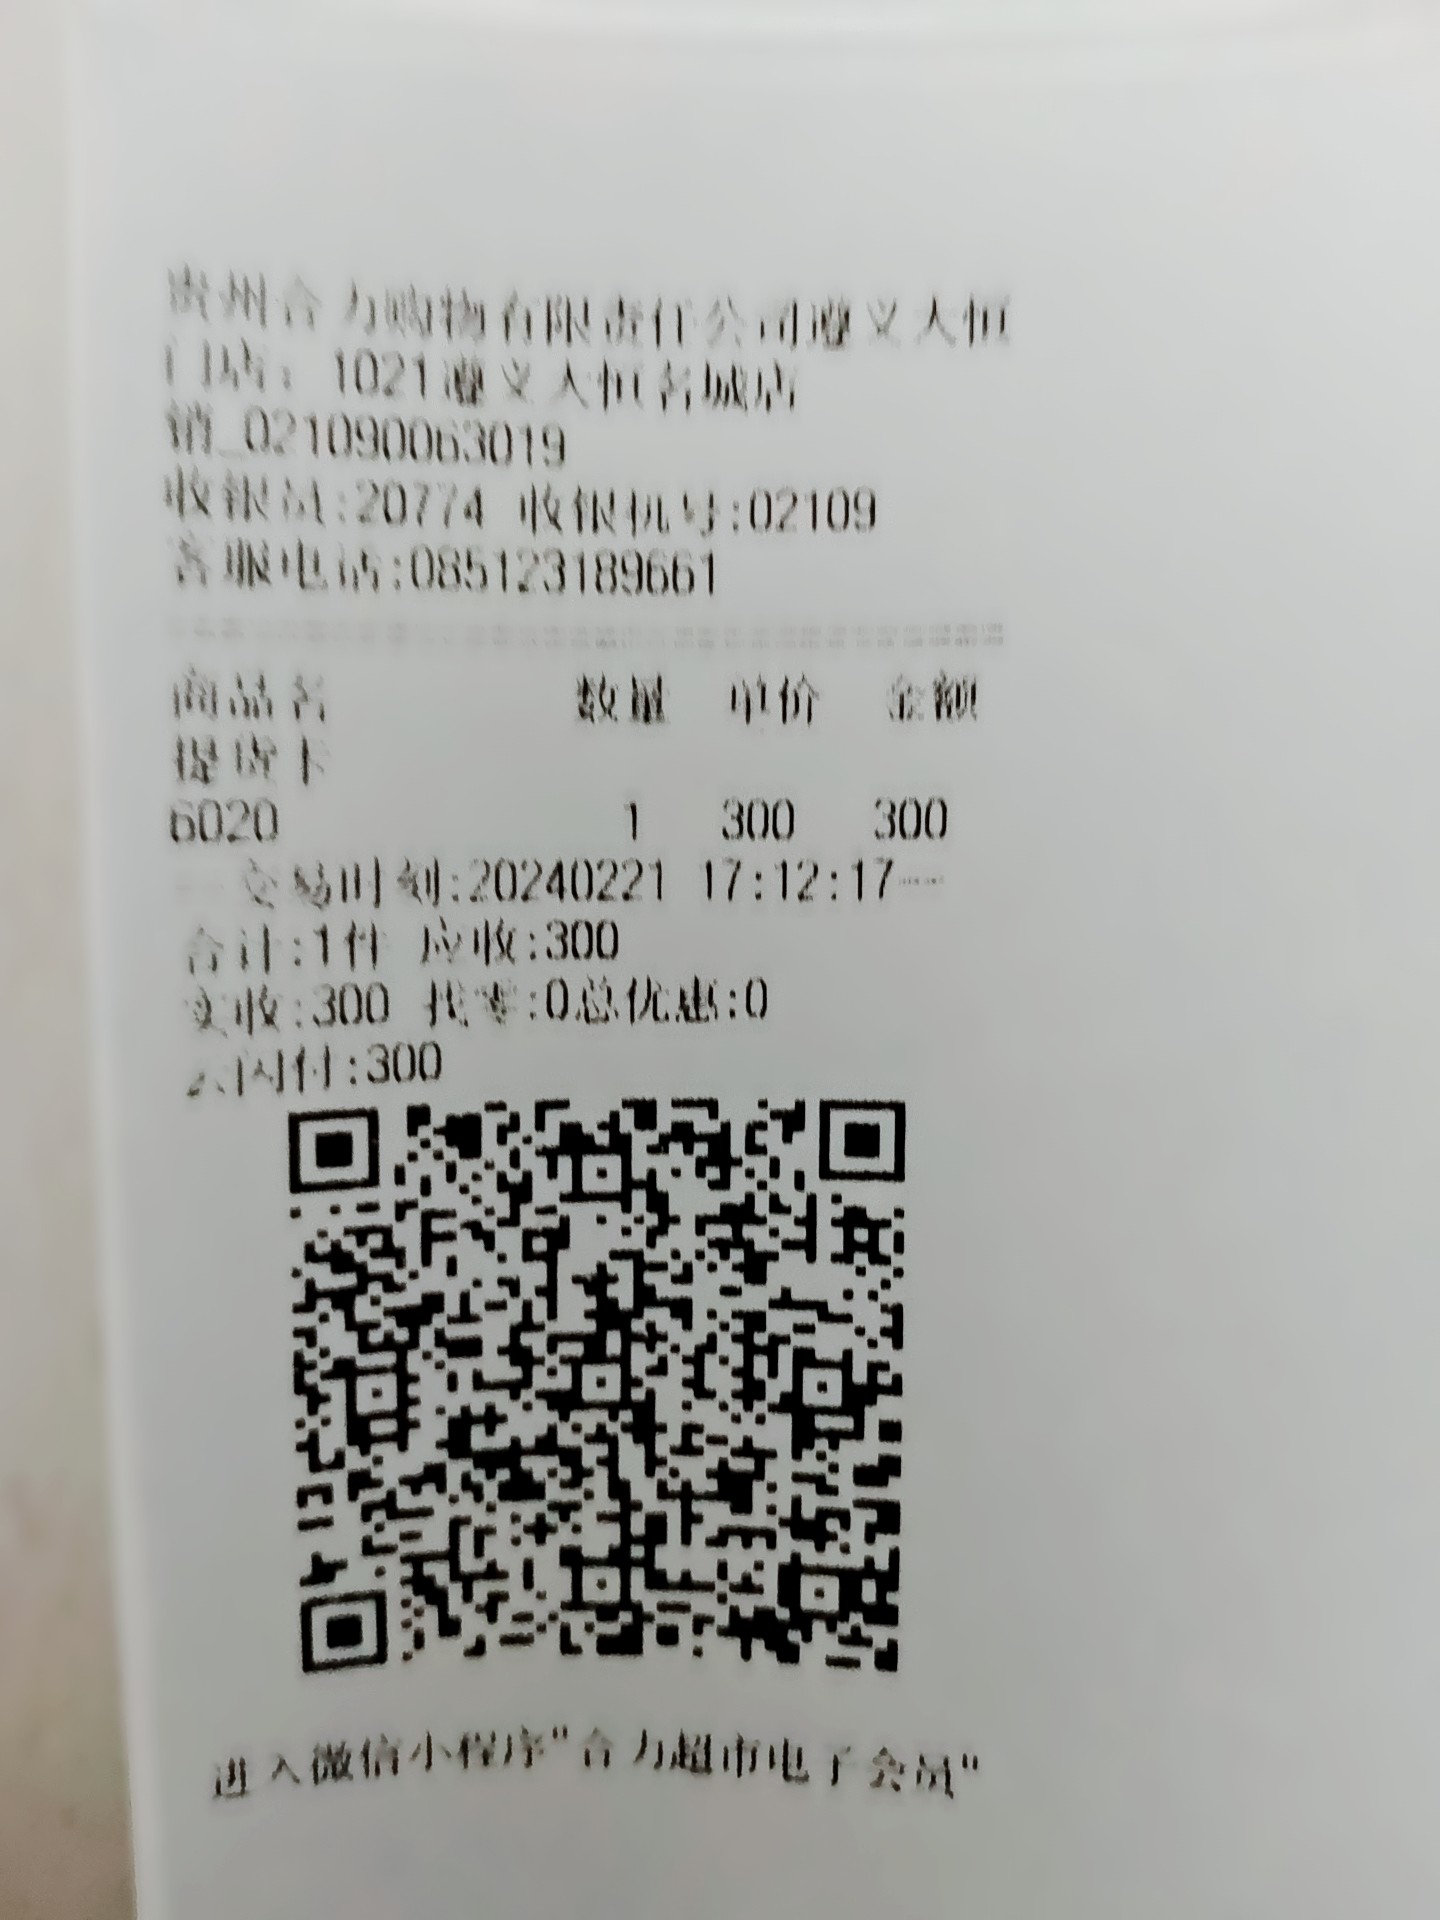 贵州合力购物有限责任公司遵义大恒
门店：1021遵义大恒名城店
销_021090063019
收银员:20774 收银机号:02109
客服电话:085123189661
商品名 数量 单价 金额
提货卡
6020 1 300 300
---交易时刻:20240221 17:12:17---
合计:1件 应收:300
实收:300 找零:0总优惠:0
云闪付:300
进入微信小程序"合力超市电子会员"